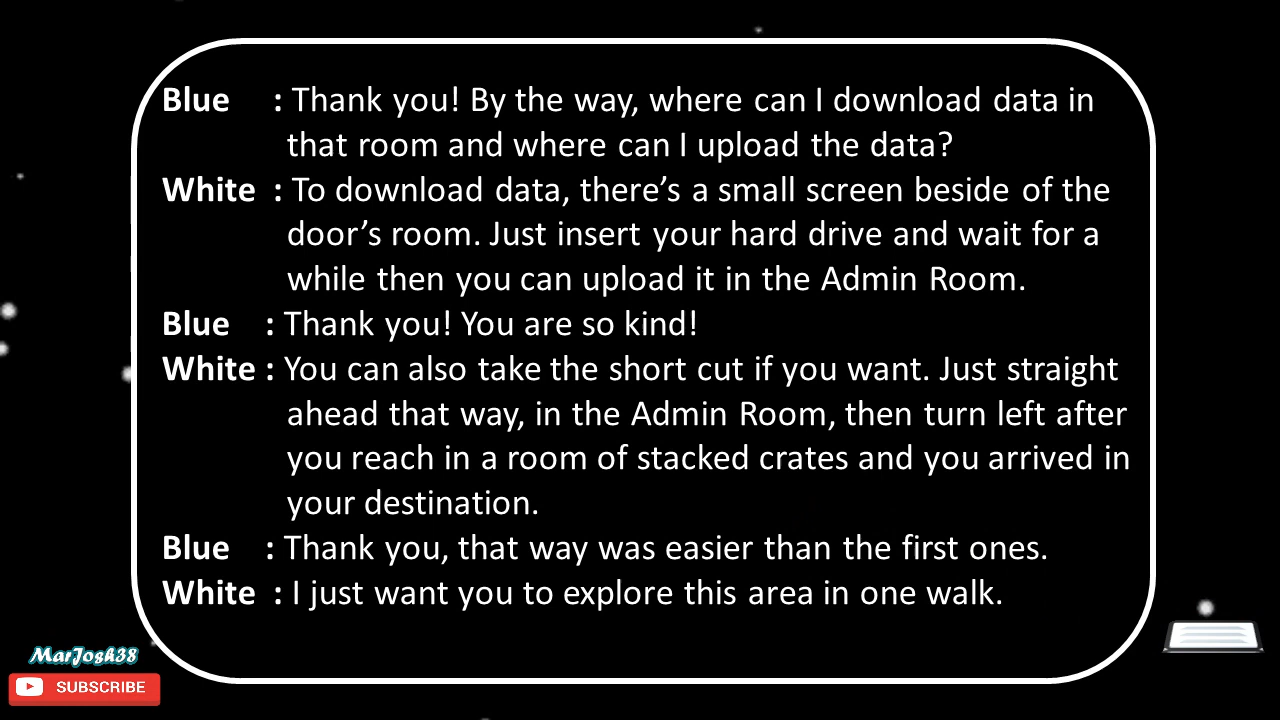 Blue : Thank you! By the way, where can I download data in
that room and where can I upload the data?
White : To download data, there’s a small screen beside of the
door’s room. Just insert your hard drive and wait for a
while then you can upload it in the Admin Room.
Blue : Thank you! You are so kind!
White : You can also take the short cut if you want. Just straight
ahead that way, in the Admin Room, then turn left after
you reach in a room of stacked crates and you arrived in
your destination.
Blue : Thank you, that way was easier than the first ones.
White : I just want you to explore this area in one walk.
MarJosh38
SUBSCRIBE